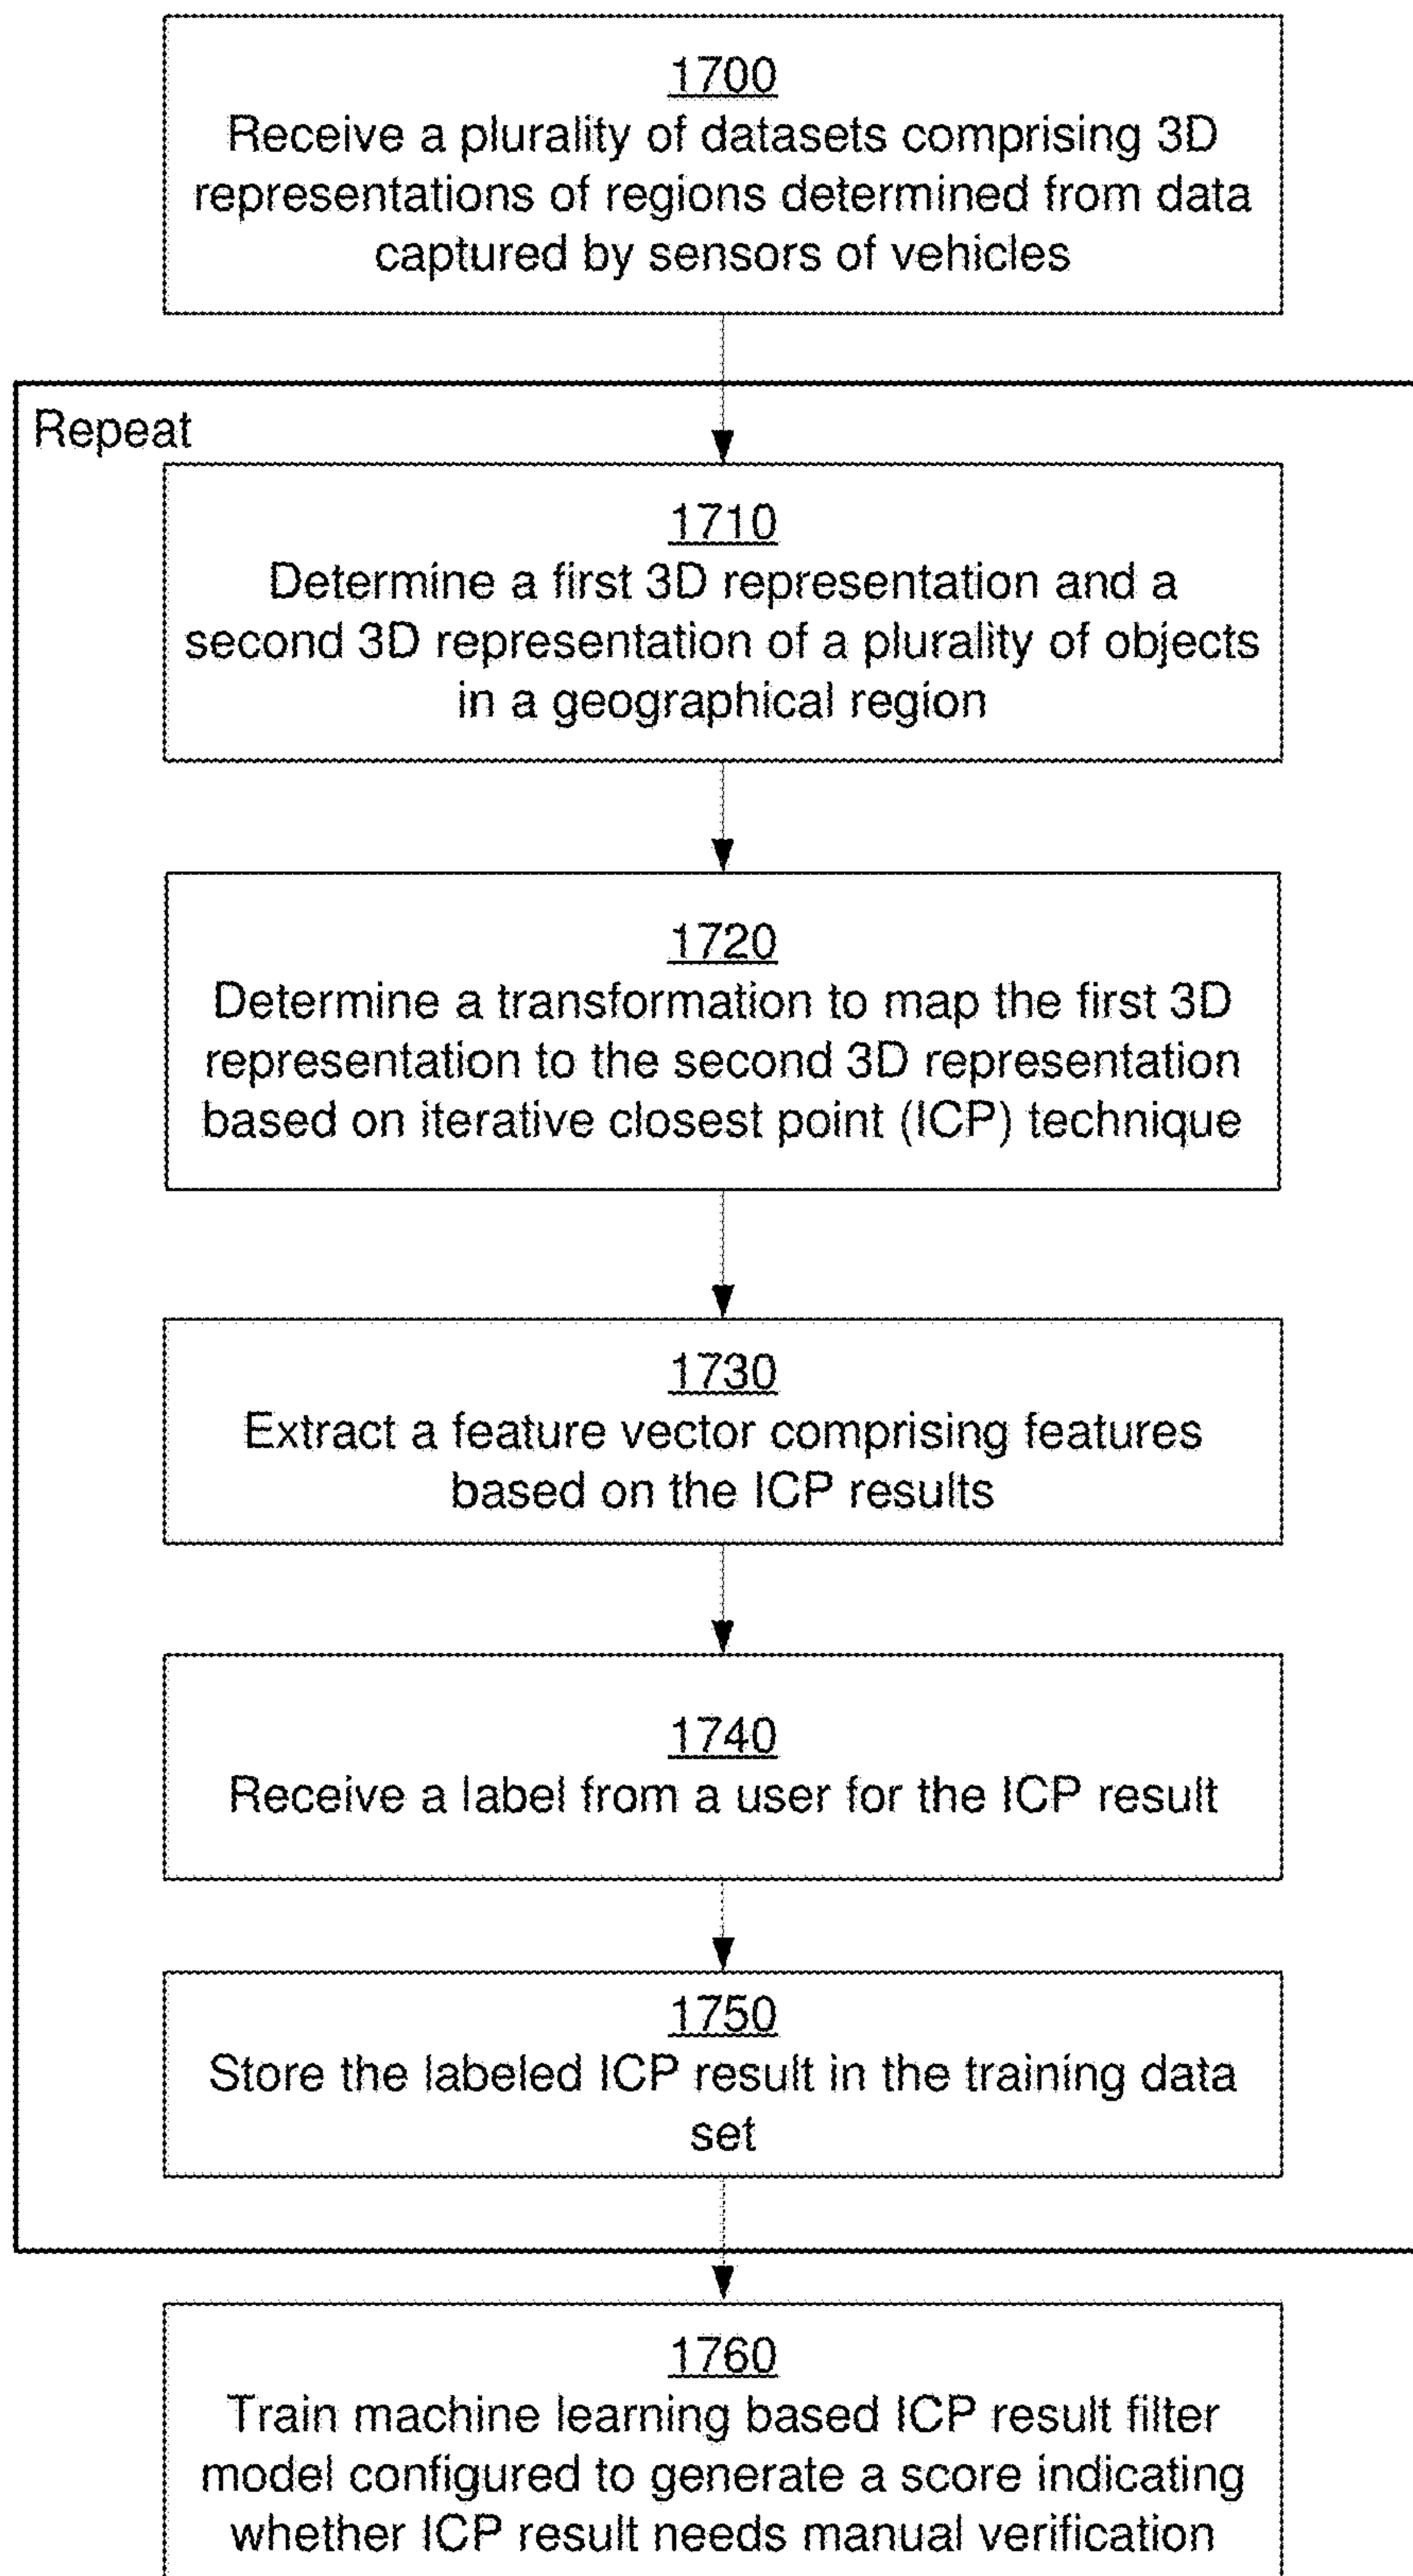 1700
Receive a plurality of datasets comprising 3D
representations of regions determined from data
captured by sensors of vehicles
Repeat
1710
Determine a first 3D representation and a
second 3D representation of a plurality of objects
in a geographical region
1720
Determine a transformation to map the first 3D
representation to the second 3D representation
based on iterative closest point (ICP) technique
1730
Extract a feature vector comprising features
based on the ICP results
1740
Receive a label from a user for the ICP result
1750
Store the labeled ICP result in the training data
set
1760
Train machine learning based ICP result filter
model configured to generate a score indicating
whether ICP result needs manual verification